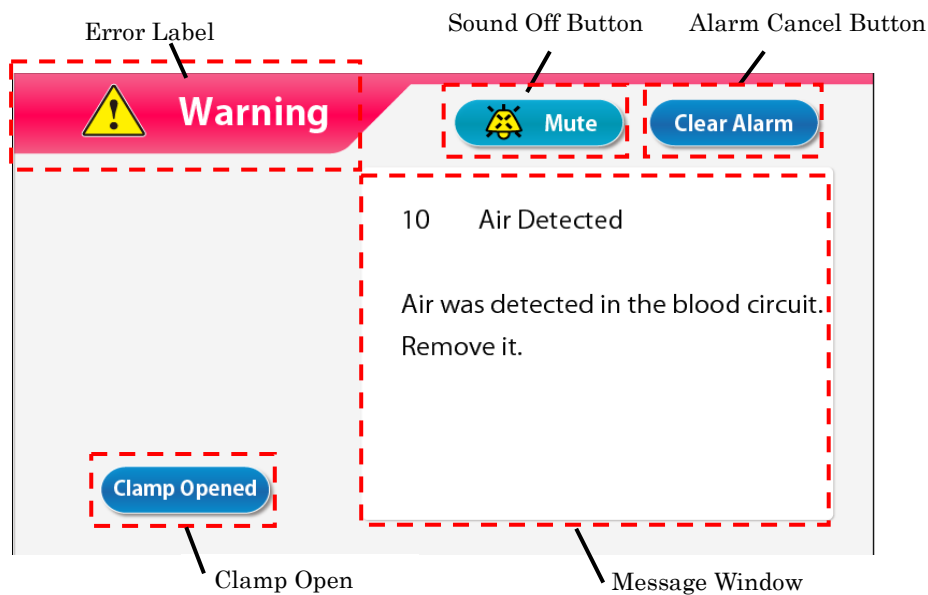 Error Label
Sound Off Button
Alarm Cancel Button
Warning
Mute
Clear Alarm
10 Air Detected
Air was detected in the blood circuit.
Remove it.
Clamp Opened
Clamp Open
Message Window